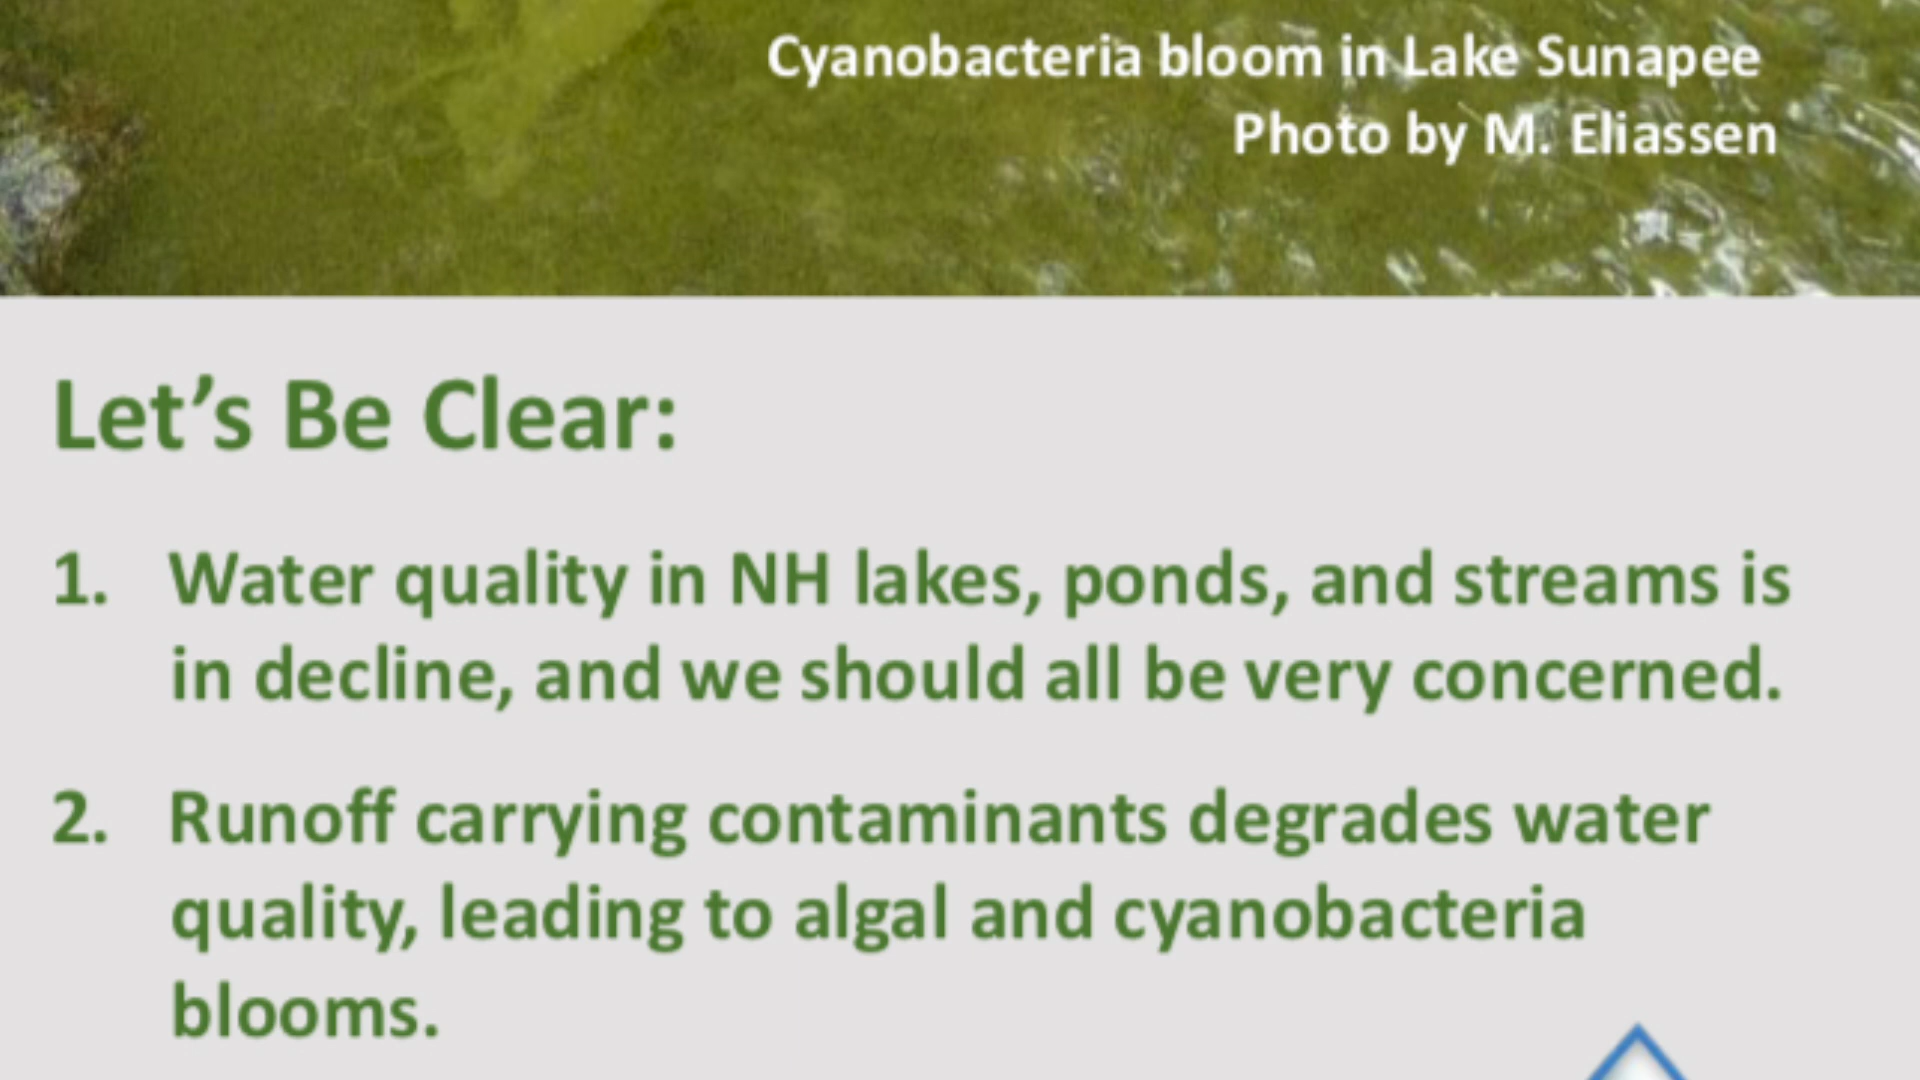 Cyanobacteria bloom in Lake Sunapee
Photo by M. Eliassen
Let’s Be Clear:
1. Water quality in NH lakes, ponds, and streams is
in decline, and we should all be very concerned.
2. Runoff carrying contaminants degrades water
quality, leading to algal and cyanobacteria
blooms.